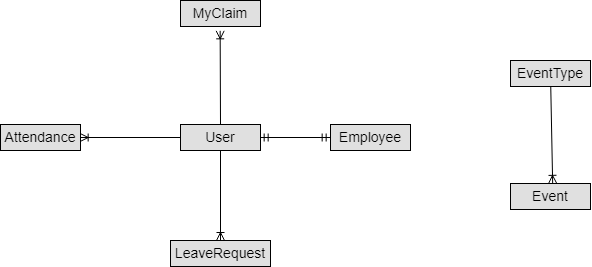 MyClaim
EventType
Attendance
User
Employee
Event
LeaveRequest